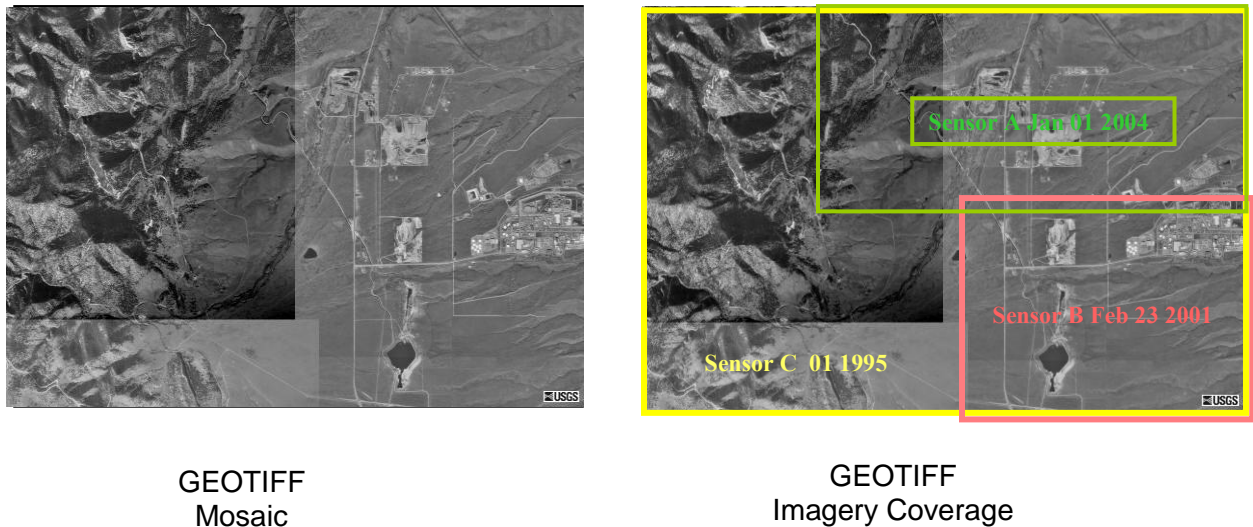 Sensor A Jan 01 2004
Sensor B Feb 23 2001
Sensor C 01 1995
USGS
USGS
GEOTIFF
Mosaic
GEOTIFF
Imagery Coverage